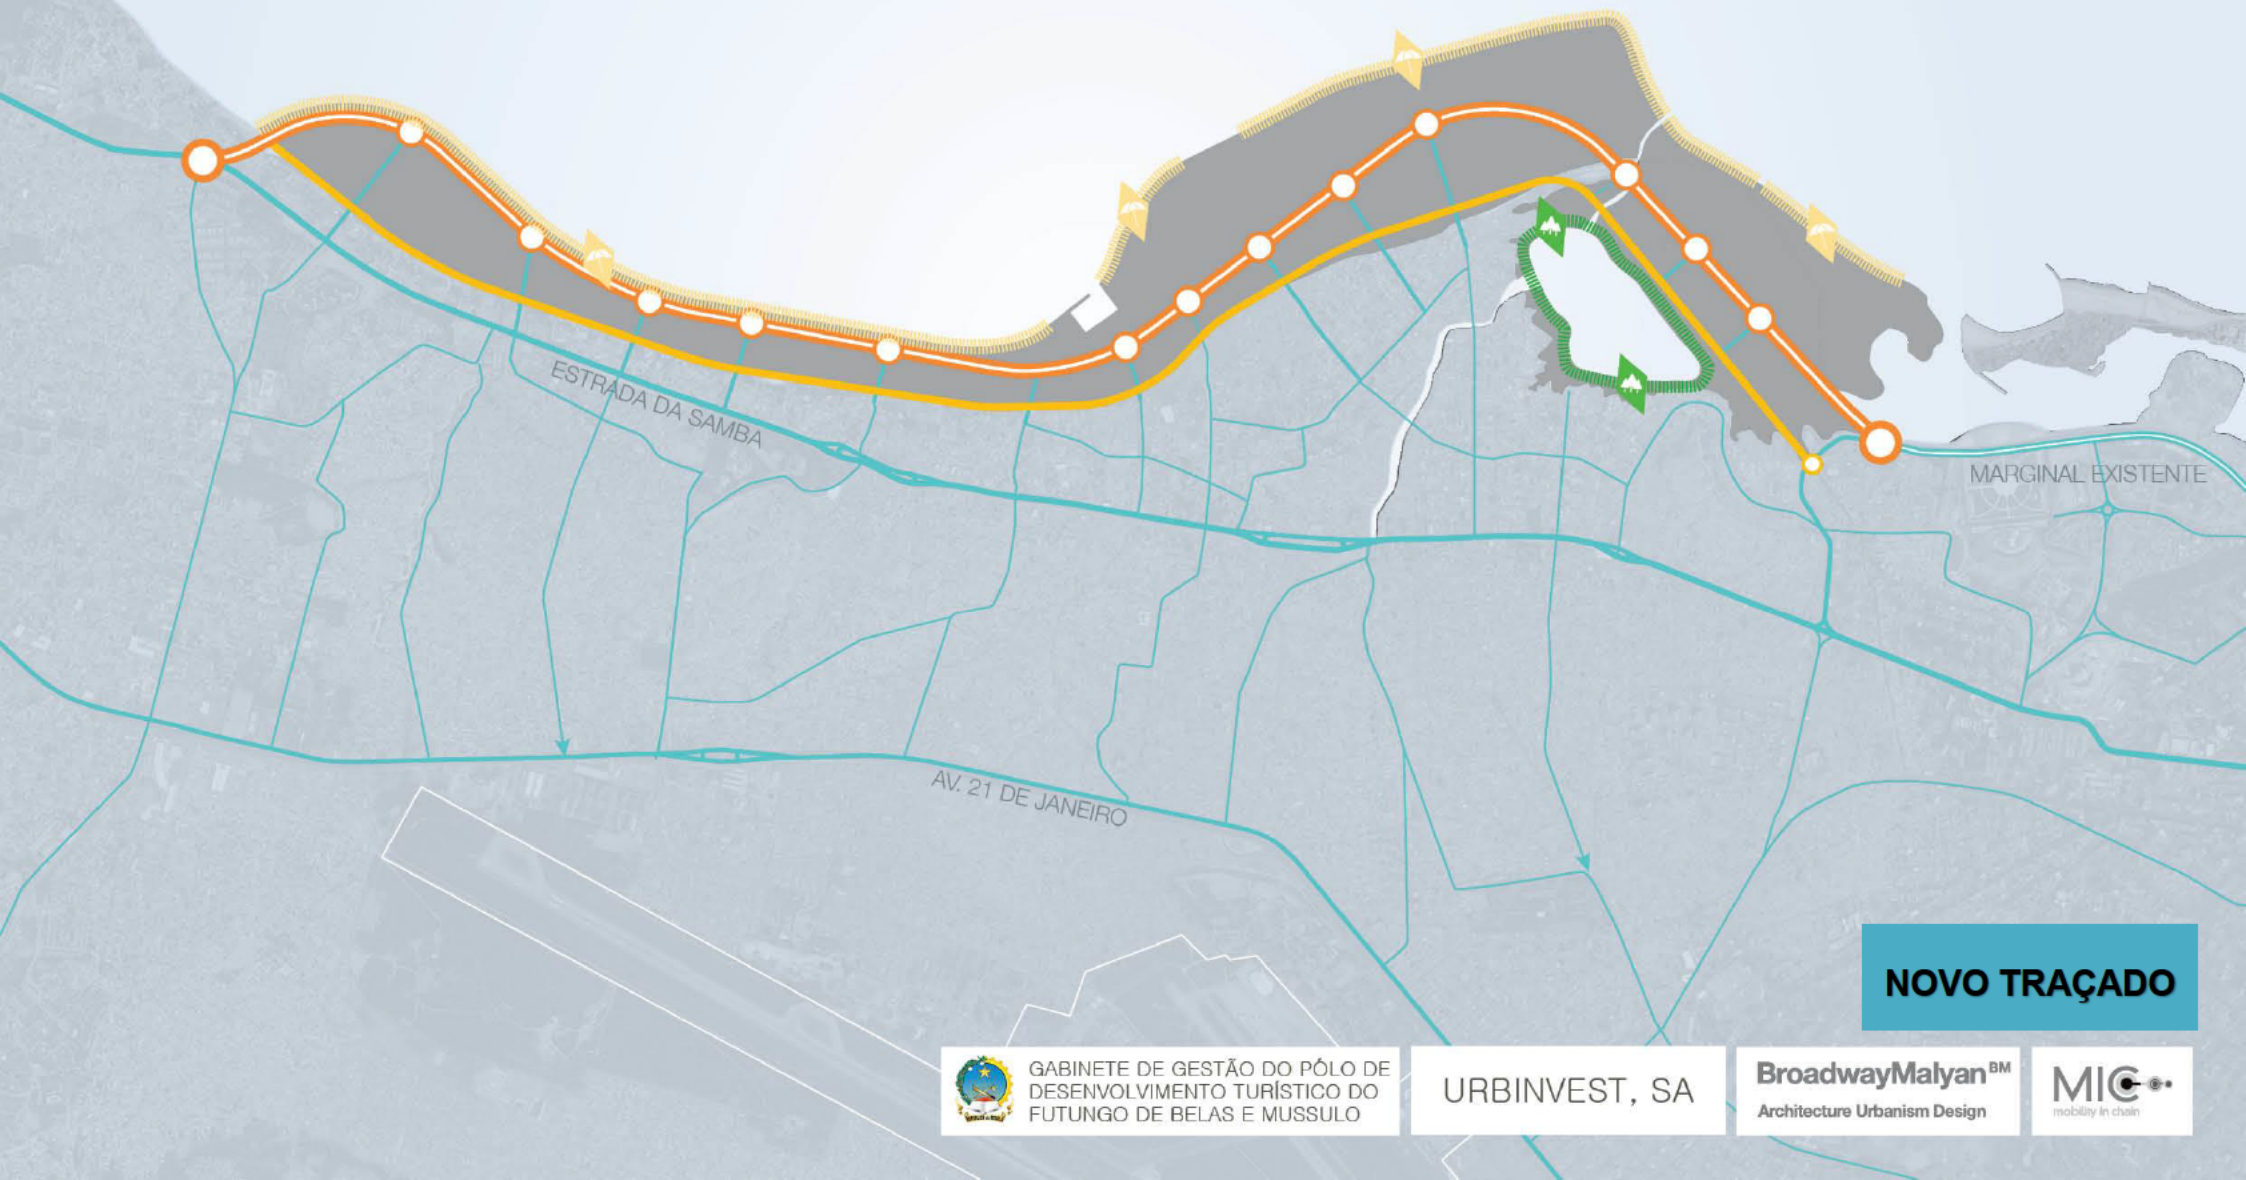 ESTRADA DA SAMBA
MARGINAL EXISTENTE
AV. 21 DE JANEIRO
NOVO TRAÇADO
GABINETE DE GESTÃO DO PÓLO DE
DESENVOLVIMENTO TURÍSTICO DO
FUTUNGO DE BELAS E MUSSULO
URBINVEST, SA
BroadwayMalyan BM
Architecture Urbanism Design
MIC
mobility in chain